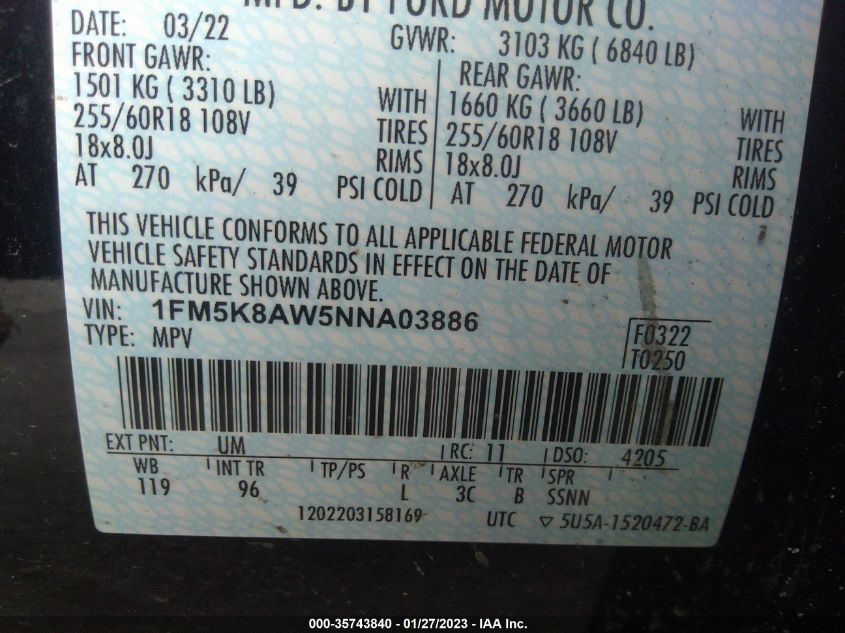 MFD. BY FORD MOTOR CO.
DATE: 03/22 GVWR: 3103 KG ( 6840 LB)
FRONT GAWR: REAR GAWR:
1501 KG ( 3310 LB) WITH 1660 KG ( 3660 LB) WITH
255/60R18 108V TIRES 255/60R18 108V TIRES
18x8.0J RIMS 18x8.0J RIMS
AT 270 kPa/ 39 PSI COLD AT 270 kPa/ 39 PSI COLD
THIS VEHICLE CONFORMS TO ALL APPLICABLE FEDERAL MOTOR
VEHICLE SAFETY STANDARDS IN EFFECT ON THE DATE OF
MANUFACTURE SHOWN ABOVE.
VIN: 1FM5K8AW5NNA03886
TYPE: MPV F0322
T0250
EXT PNT: UM RC: 11 DSO: 4205
WB INT TR TP/PS R AXLE TR SPR
119 96 L 3C B SSNN
1202203158169 UTC ▽ 5U5A-1520472-BA
000-35743840 - 01/27/2023 - IAA Inc.